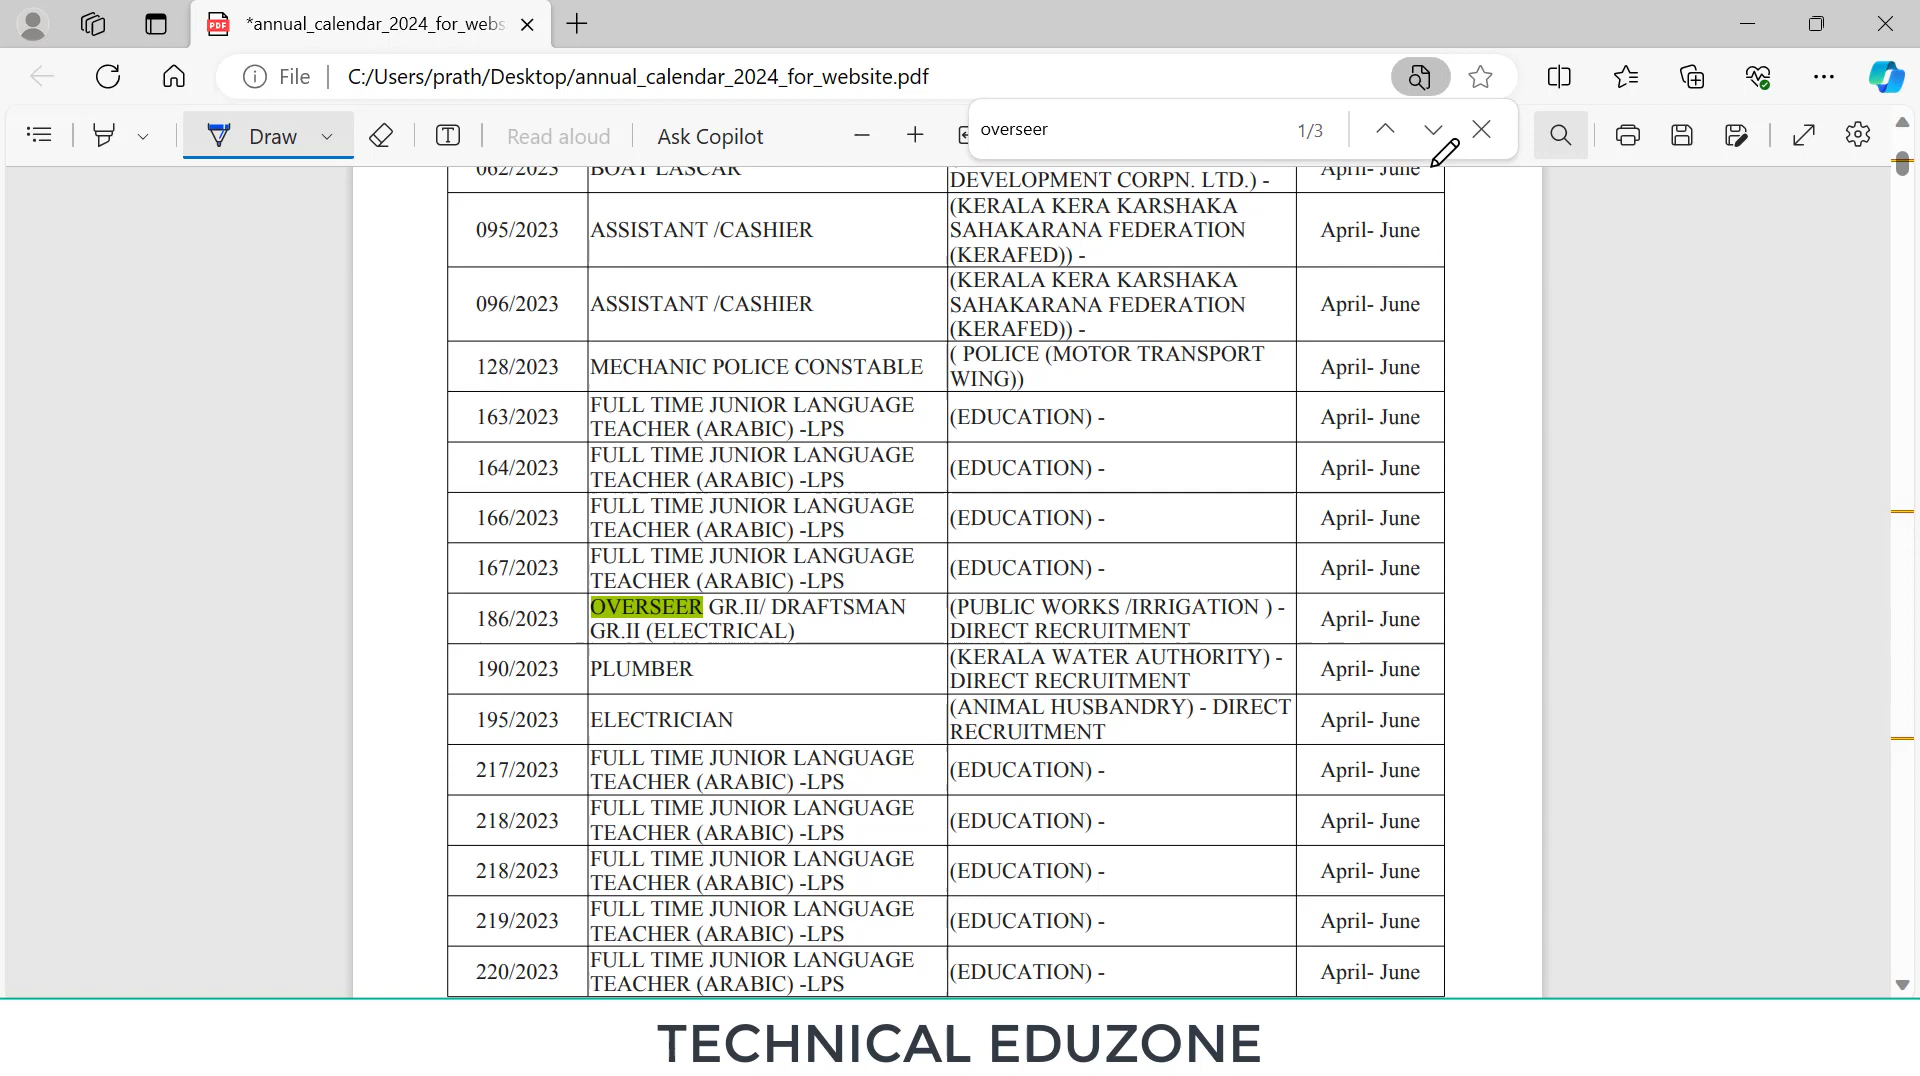 *annual_calendar_2024_for_webs
File
C:/Users/prath/Desktop/annual_calendar_2024_for_website.pdf
Draw
Read aloud
Ask Copilot
overseer
1/3
062/2023 BOAT LASCAR DEVELOPMENT CORPN. LTD.) - April- June
095/2023 ASSISTANT /CASHIER (KERALA KERA KARSHAKA
SAHAKARANA FEDERATION
(KERAFED)) - April- June
096/2023 ASSISTANT /CASHIER (KERALA KERA KARSHAKA
SAHAKARANA FEDERATION
(KERAFED)) - April- June
128/2023 MECHANIC POLICE CONSTABLE ( POLICE (MOTOR TRANSPORT
WING)) April- June
163/2023 FULL TIME JUNIOR LANGUAGE
TEACHER (ARABIC) -LPS (EDUCATION) - April- June
164/2023 FULL TIME JUNIOR LANGUAGE
TEACHER (ARABIC) -LPS (EDUCATION) - April- June
166/2023 FULL TIME JUNIOR LANGUAGE
TEACHER (ARABIC) -LPS (EDUCATION) - April- June
167/2023 FULL TIME JUNIOR LANGUAGE
TEACHER (ARABIC) -LPS (EDUCATION) - April- June
186/2023 OVERSEER GR.II/ DRAFTSMAN
GR.II (ELECTRICAL) (PUBLIC WORKS /IRRIGATION ) -
DIRECT RECRUITMENT April- June
190/2023 PLUMBER (KERALA WATER AUTHORITY) -
DIRECT RECRUITMENT April- June
195/2023 ELECTRICIAN (ANIMAL HUSBANDRY) - DIRECT
RECRUITMENT April- June
217/2023 FULL TIME JUNIOR LANGUAGE
TEACHER (ARABIC) -LPS (EDUCATION) - April- June
218/2023 FULL TIME JUNIOR LANGUAGE
TEACHER (ARABIC) -LPS (EDUCATION) - April- June
218/2023 FULL TIME JUNIOR LANGUAGE
TEACHER (ARABIC) -LPS (EDUCATION) - April- June
219/2023 FULL TIME JUNIOR LANGUAGE
TEACHER (ARABIC) -LPS (EDUCATION) - April- June
220/2023 FULL TIME JUNIOR LANGUAGE
TEACHER (ARABIC) -LPS (EDUCATION) - April- June
TECHNICAL EDUZONE